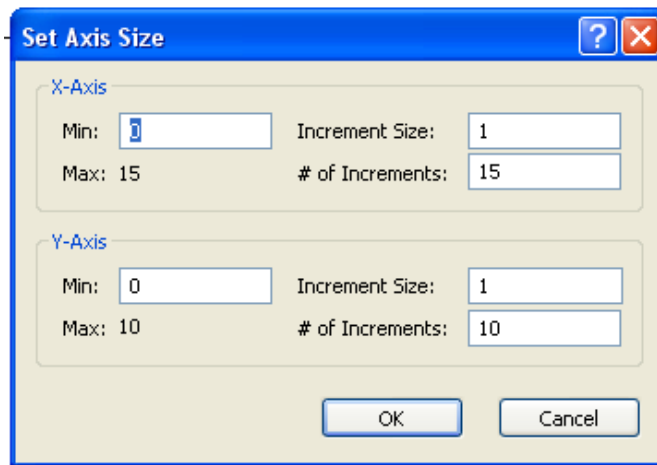 Set Axis Size
X-Axis
Min: 0 Increment Size: 1
Max: 15 # of Increments: 15
Y-Axis
Min: 0 Increment Size: 1
Max: 10 # of Increments: 10
OK Cancel